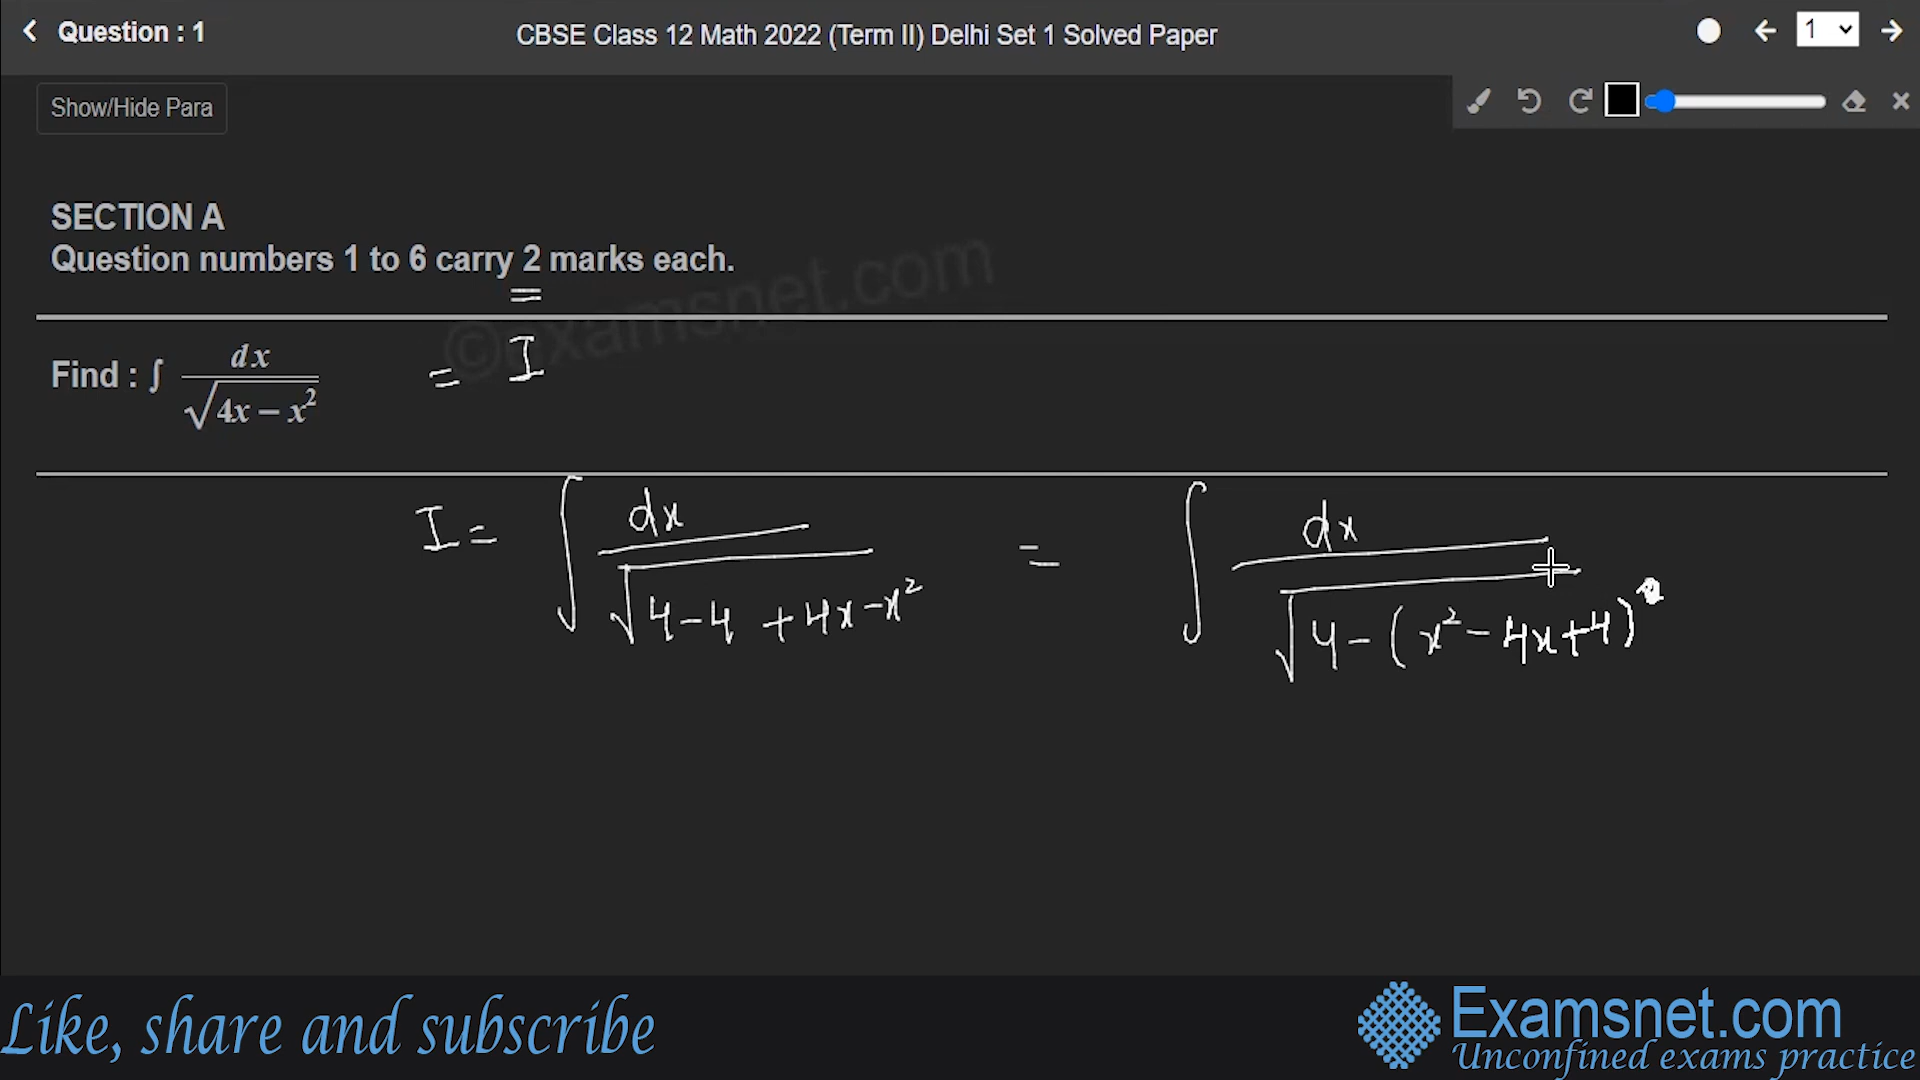 Question : 1
CBSE Class 12 Math 2022 (Term II) Delhi Set 1 Solved Paper
1
Show/Hide Para
SECTION A
Question numbers 1 to 6 carry 2 marks each.
©examsnet.com
Find : ∫ dx / √(4x − x²) = I
I = ∫ dx / √(4 − 4 + 4x − x²) = ∫ dx / √(4 − (x² − 4x + 4))
Like, share and subscribe
Examsnet.com
Unconfined exams practice